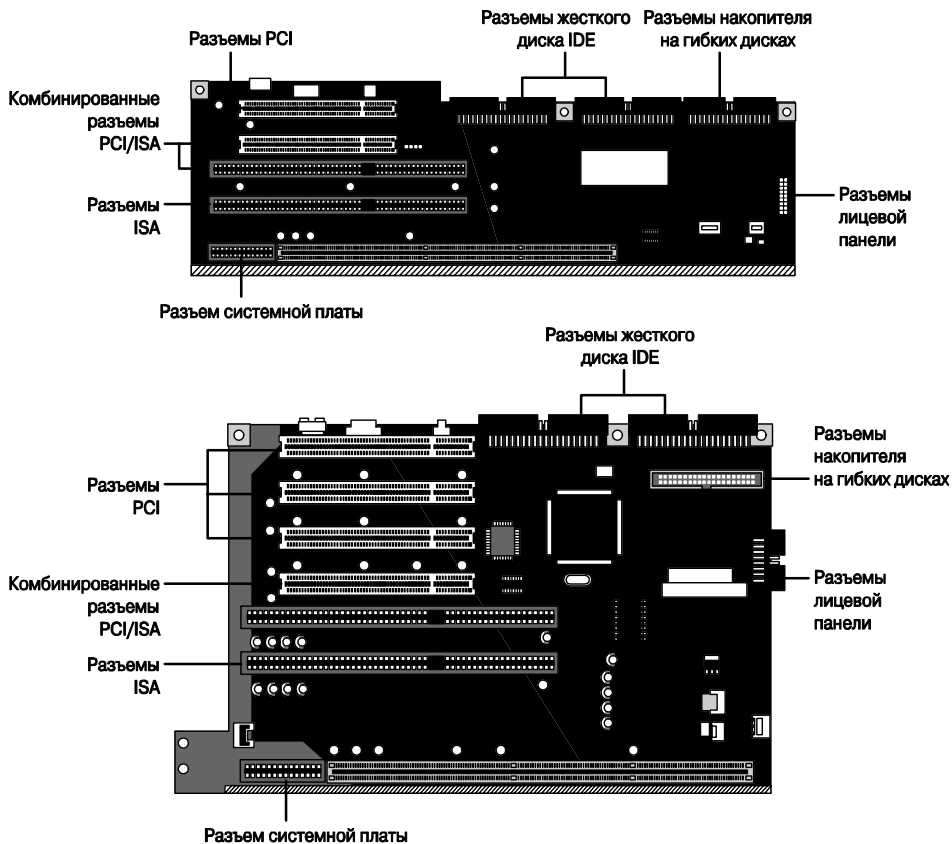 Разъемы PCI
Разъемы жесткого
диска IDE
Разъемы накопителя
на гибких дисках
Комбинированные
разъемы
PCI/ISA
Разъемы
ISA
Разъемы
лицевой
панели
Разъем системной платы
Разъемы жесткого
диска IDE
Разъемы
накопителя
на гибких дисках
Разъемы
PCI
Комбинированные
разъемы
PCI/ISA
Разъемы
лицевой
панели
Разъемы
ISA
Разъем системной платы